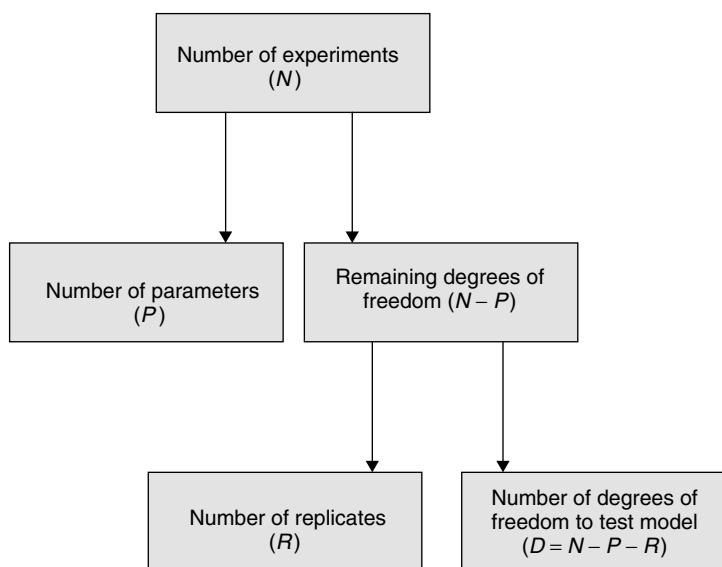 Number of experiments
(N)
Number of parameters
(P)
Remaining degrees of
freedom (N – P)
Number of replicates
(R)
Number of degrees of
freedom to test model
(D = N – P – R)